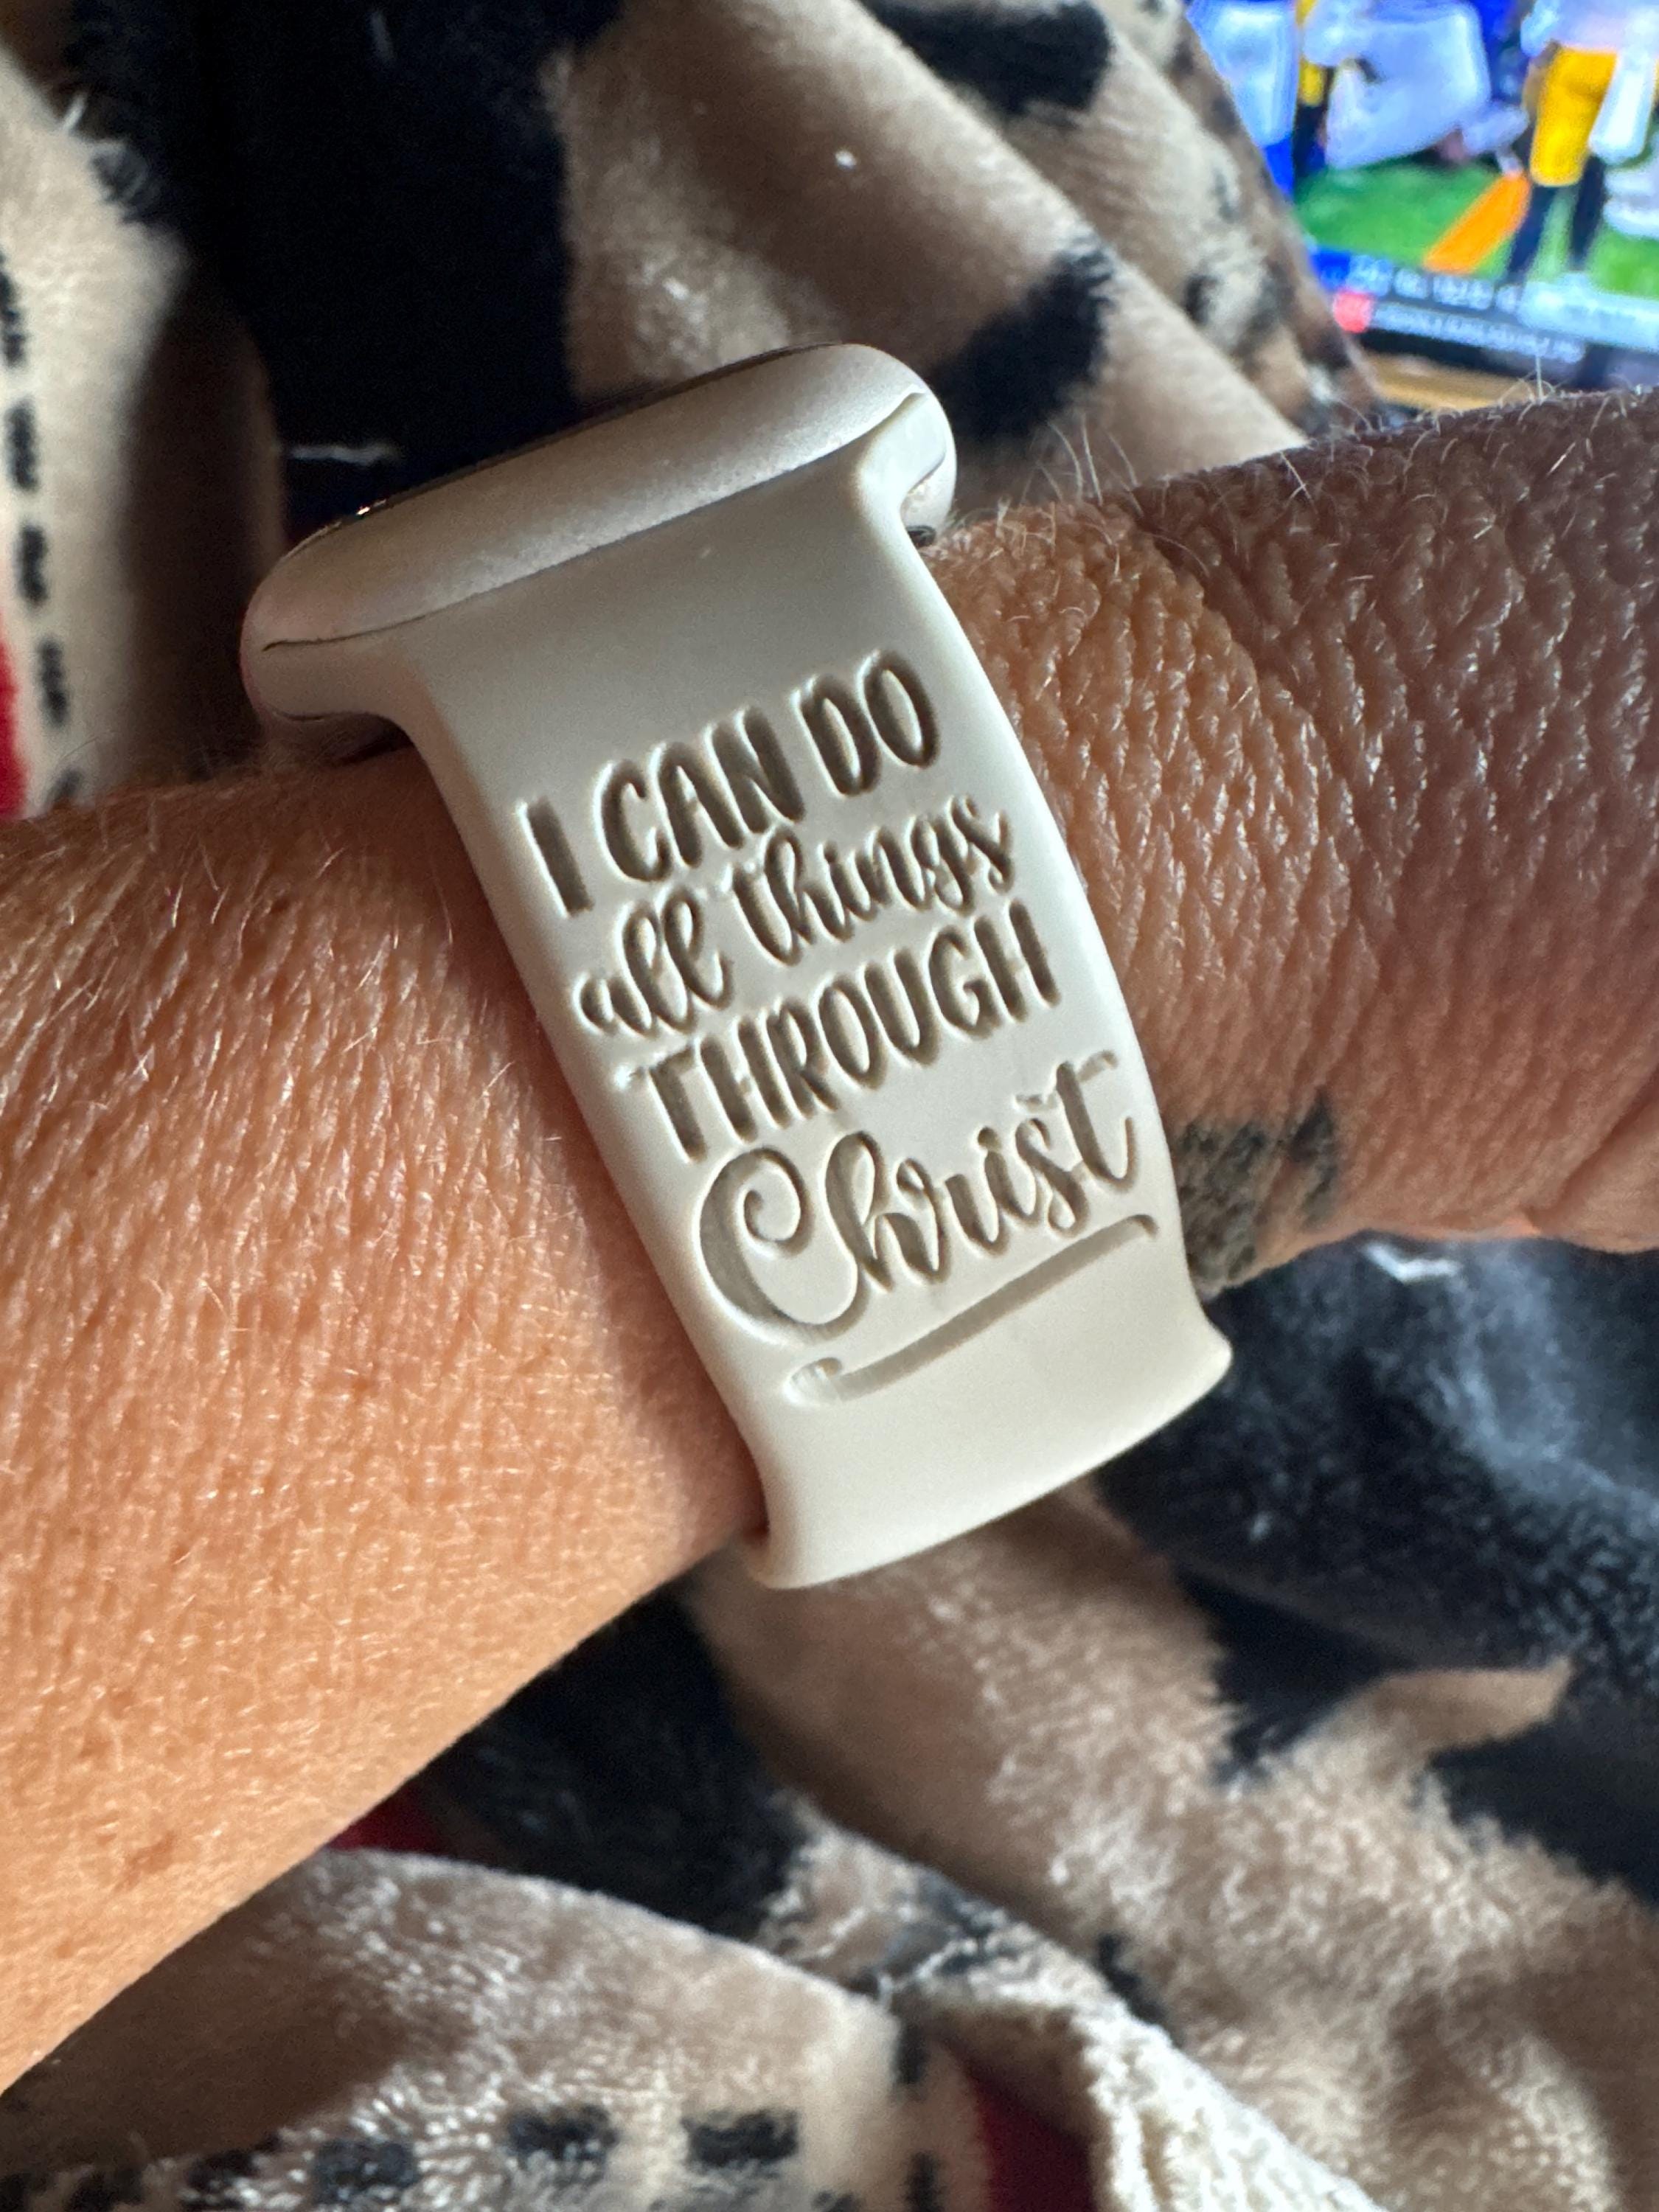 I CAN DO
all things
THROUGH
Christ